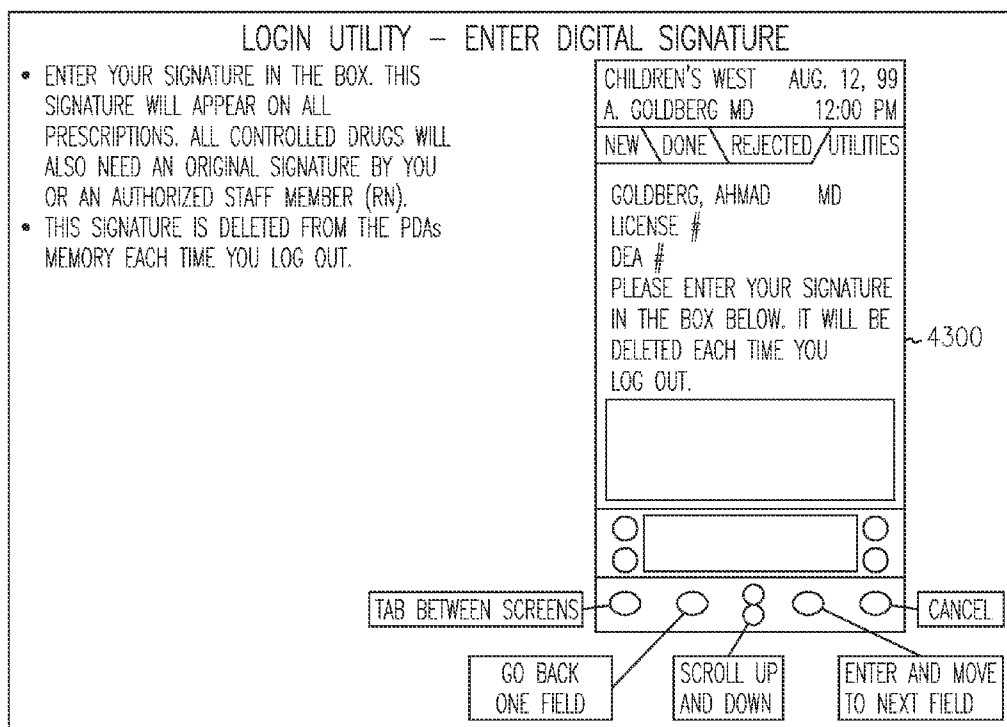 LOGIN UTILITY – ENTER DIGITAL SIGNATURE
• ENTER YOUR SIGNATURE IN THE BOX. THIS
SIGNATURE WILL APPEAR ON ALL
PRESCRIPTIONS. ALL CONTROLLED DRUGS WILL
ALSO NEED AN ORIGINAL SIGNATURE BY YOU
OR AN AUTHORIZED STAFF MEMBER (RN).
• THIS SIGNATURE IS DELETED FROM THE PDAs
MEMORY EACH TIME YOU LOG OUT.
CHILDREN'S WEST AUG. 12, 99
A. GOLDBERG MD 12:00 PM
NEW DONE REJECTED UTILITIES
GOLDBERG, AHMAD MD
LICENSE #
DEA #
PLEASE ENTER YOUR SIGNATURE
IN THE BOX BELOW. IT WILL BE
DELETED EACH TIME YOU
LOG OUT.
4300
TAB BETWEEN SCREENS
CANCEL
GO BACK
ONE FIELD
SCROLL UP
AND DOWN
ENTER AND MOVE
TO NEXT FIELD